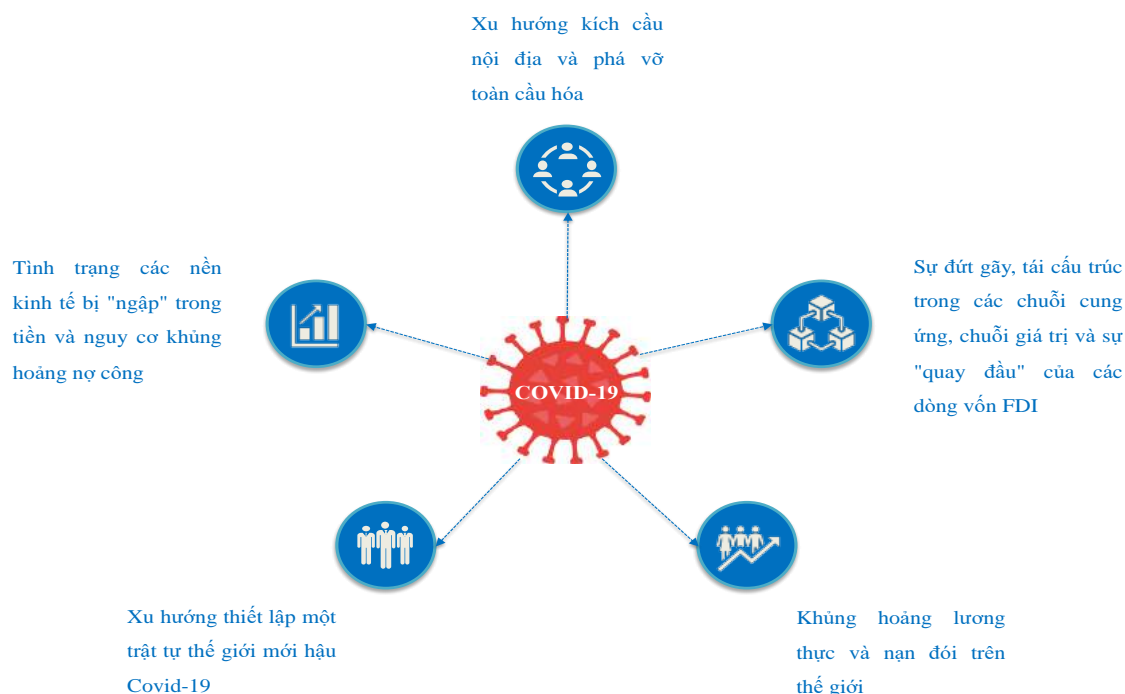 Xu hướng kích cầu
nội địa và phá vỡ
toàn cầu hóa
Tình trạng các nền
kinh tế bị "ngập" trong
tiền và nguy cơ khủng
hoảng nợ công
Sự đứt gãy, tái cấu trúc
trong các chuỗi cung
ứng, chuỗi giá trị và sự
"quay đầu" của các
dòng vốn FDI
COVID-19
Xu hướng thiết lập một
trật tự thế giới mới hậu
Covid-19
Khủng hoảng lương
thực và nạn đói trên
thế giới